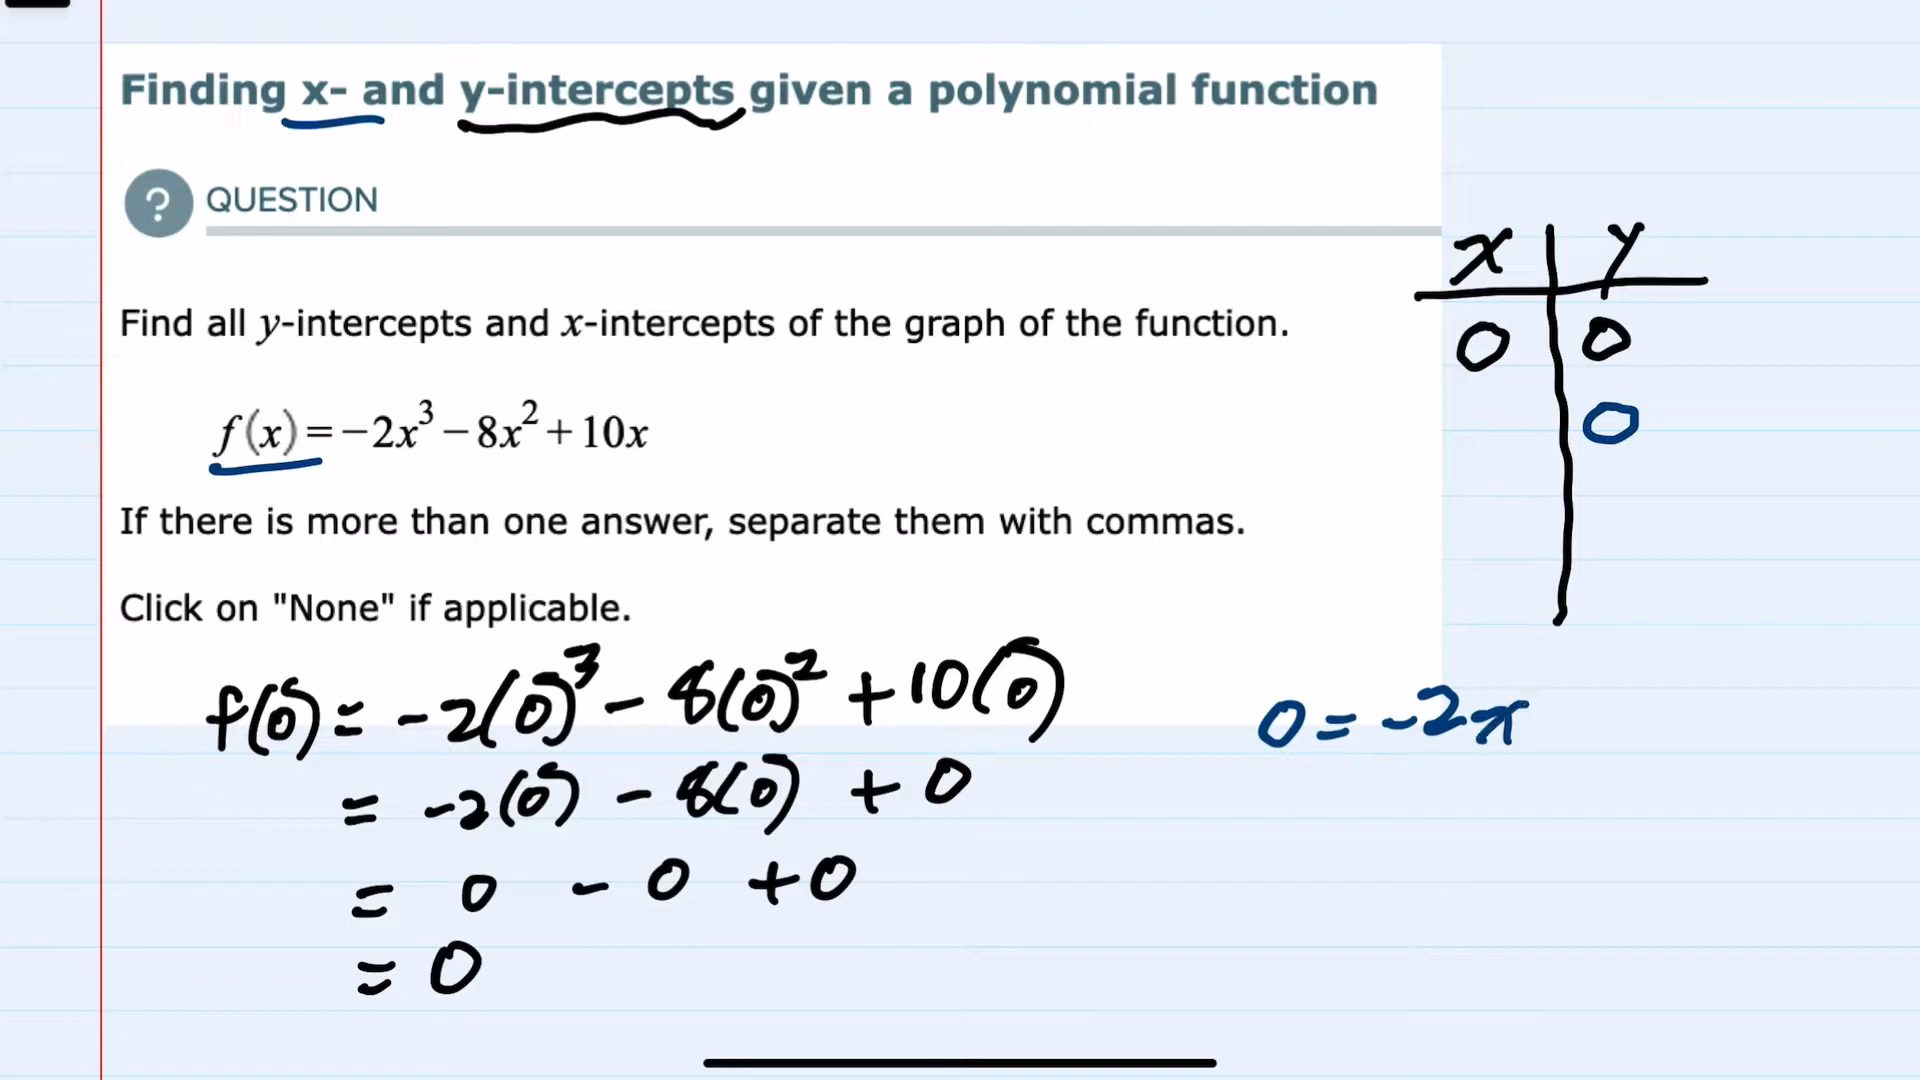 Finding x- and y-intercepts given a polynomial function
? QUESTION
x y
Find all y-intercepts and x-intercepts of the graph of the function.
0 0
f(x)=−2x³−8x²+10x
0
If there is more than one answer, separate them with commas.
Click on "None" if applicable.
f(0) = -2(0)³ - 8(0)² + 10(0)
0 = -2x
= -2(0) - 8(0) + 0
= 0 - 0 + 0
= 0